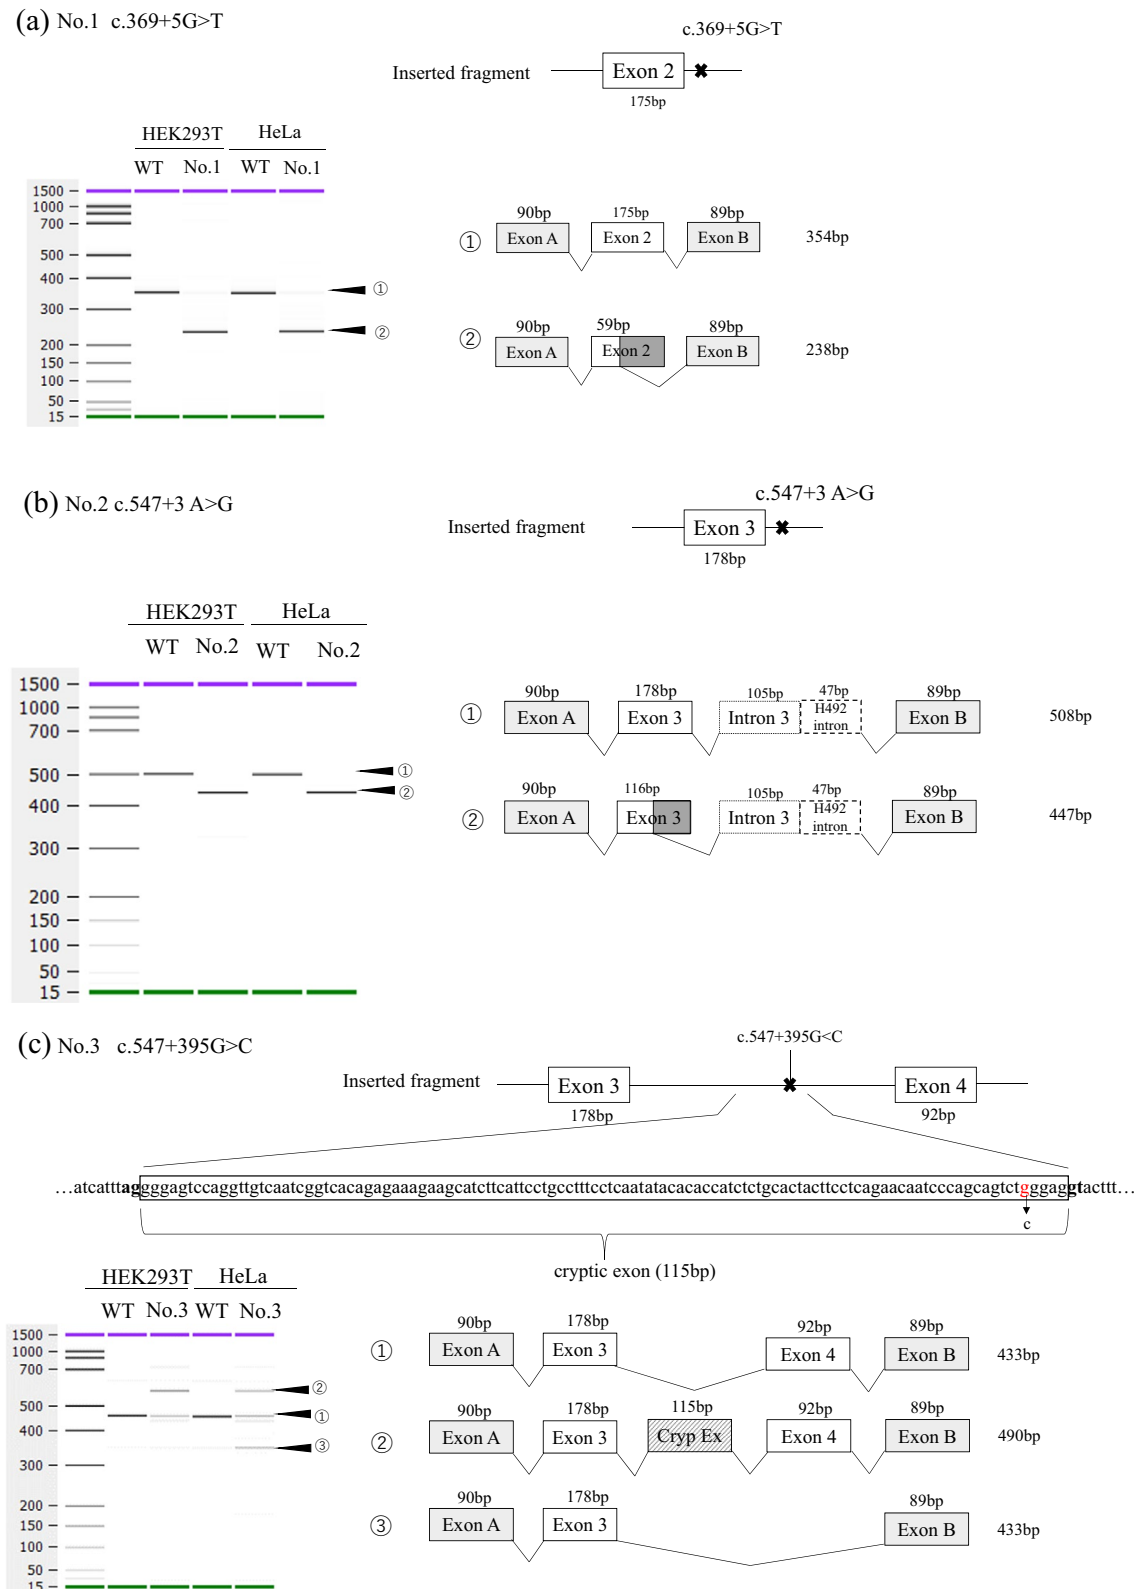 (a) No.1 c.369+5G>T
c.369+5G>T
Inserted fragment
Exon 2
175bp
HEK293T HeLa
WT No.1 WT No.1
1500
1000
700
500
400
300
200
150
100
50
15
①
②
90bp 175bp 89bp
① Exon A Exon 2 Exon B 354bp
90bp 59bp 89bp
② Exon A Exon 2 Exon B 238bp
(b) No.2 c.547+3 A>G
c.547+3 A>G
Inserted fragment
Exon 3
178bp
HEK293T HeLa
WT No.2 WT No.2
1500
1000
700
500
400
300
200
150
100
50
15
①
②
90bp 178bp 105bp 47bp 89bp
① Exon A Exon 3 Intron 3 H492 intron Exon B 508bp
90bp 116bp 105bp 47bp 89bp
② Exon A Exon 3 Intron 3 H492 intron Exon B 447bp
(c) No.3 c.547+395G>C
c.547+395G<C
Inserted fragment
Exon 3 Exon 4
178bp 92bp
…atcatttaggggagtccaggttgtcaatcggtcacagagaaagaagcatcttcattcctgcctttcctcaatatacacaccatctctgcactacttcctcagaacaatcccagcagtctgggaggtacttt…
c
cryptic exon (115bp)
HEK293T HeLa
WT No.3 WT No.3
1500
1000
700
500
400
300
200
150
100
50
15
②
①
③
90bp 178bp 92bp 89bp
① Exon A Exon 3 Exon 4 Exon B 433bp
90bp 178bp 115bp 92bp 89bp
② Exon A Exon 3 Cryp Ex Exon 4 Exon B 490bp
90bp 178bp 89bp
③ Exon A Exon 3 Exon B 433bp